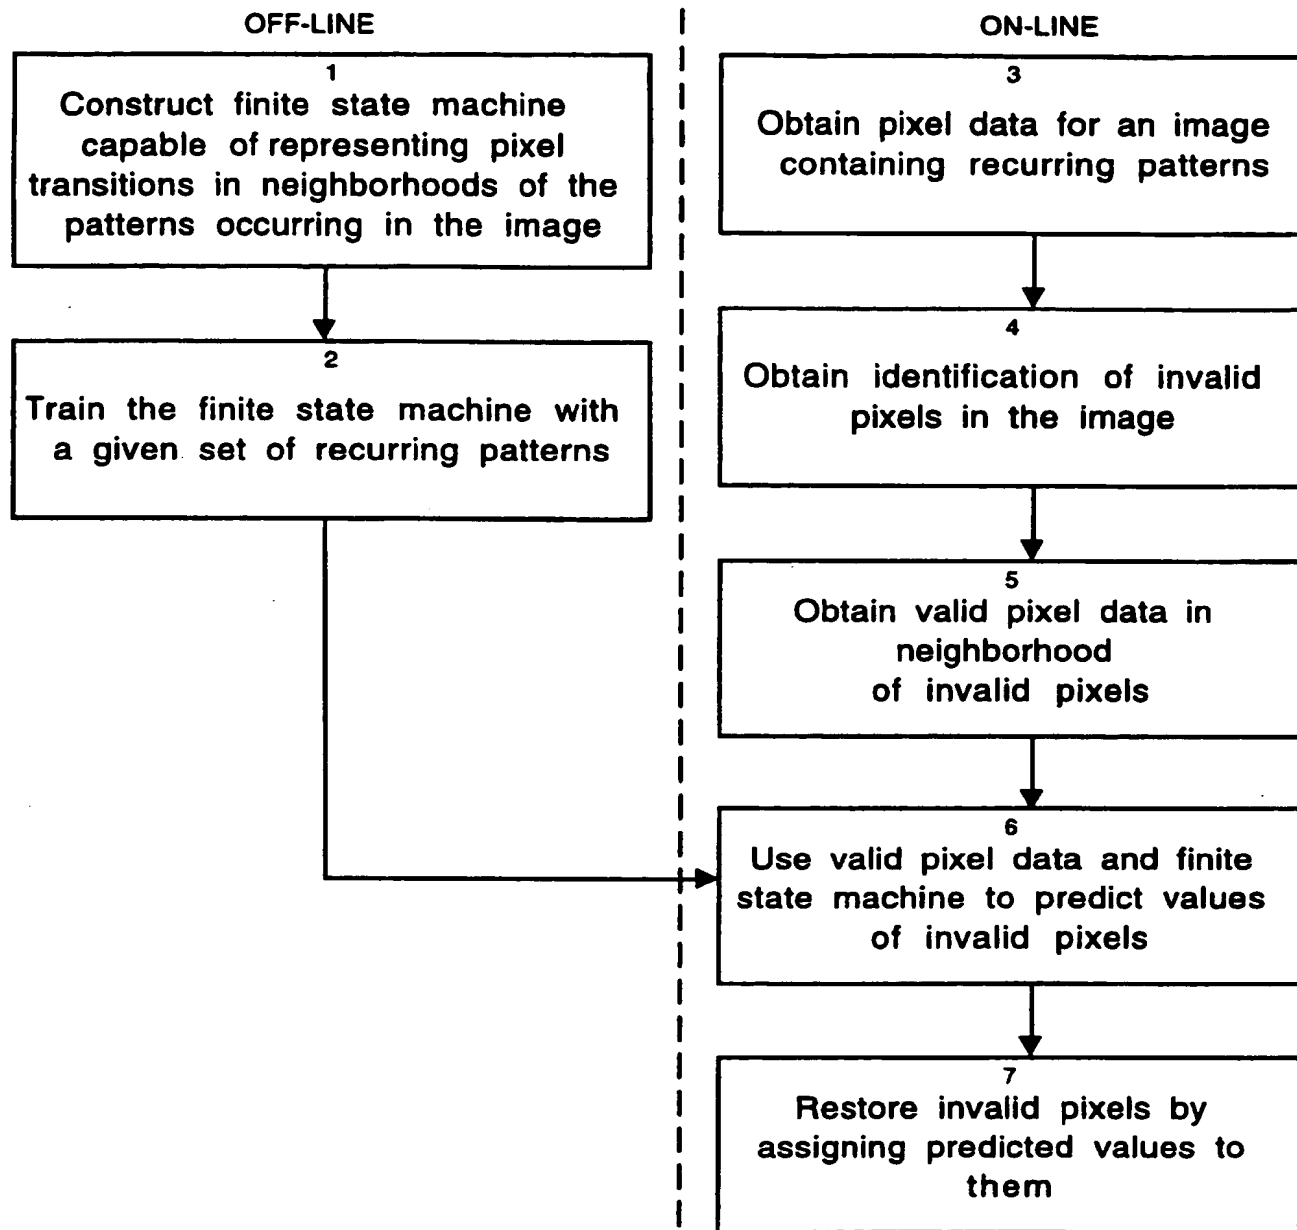 OFF-LINE
1
Construct finite state machine
capable of representing pixel
transitions in neighborhoods of the
patterns occurring in the image
2
Train the finite state machine with
a given set of recurring patterns
ON-LINE
3
Obtain pixel data for an image
containing recurring patterns
4
Obtain identification of invalid
pixels in the image
5
Obtain valid pixel data in
neighborhood
of invalid pixels
6
Use valid pixel data and finite
state machine to predict values
of invalid pixels
7
Restore invalid pixels by
assigning predicted values to
them